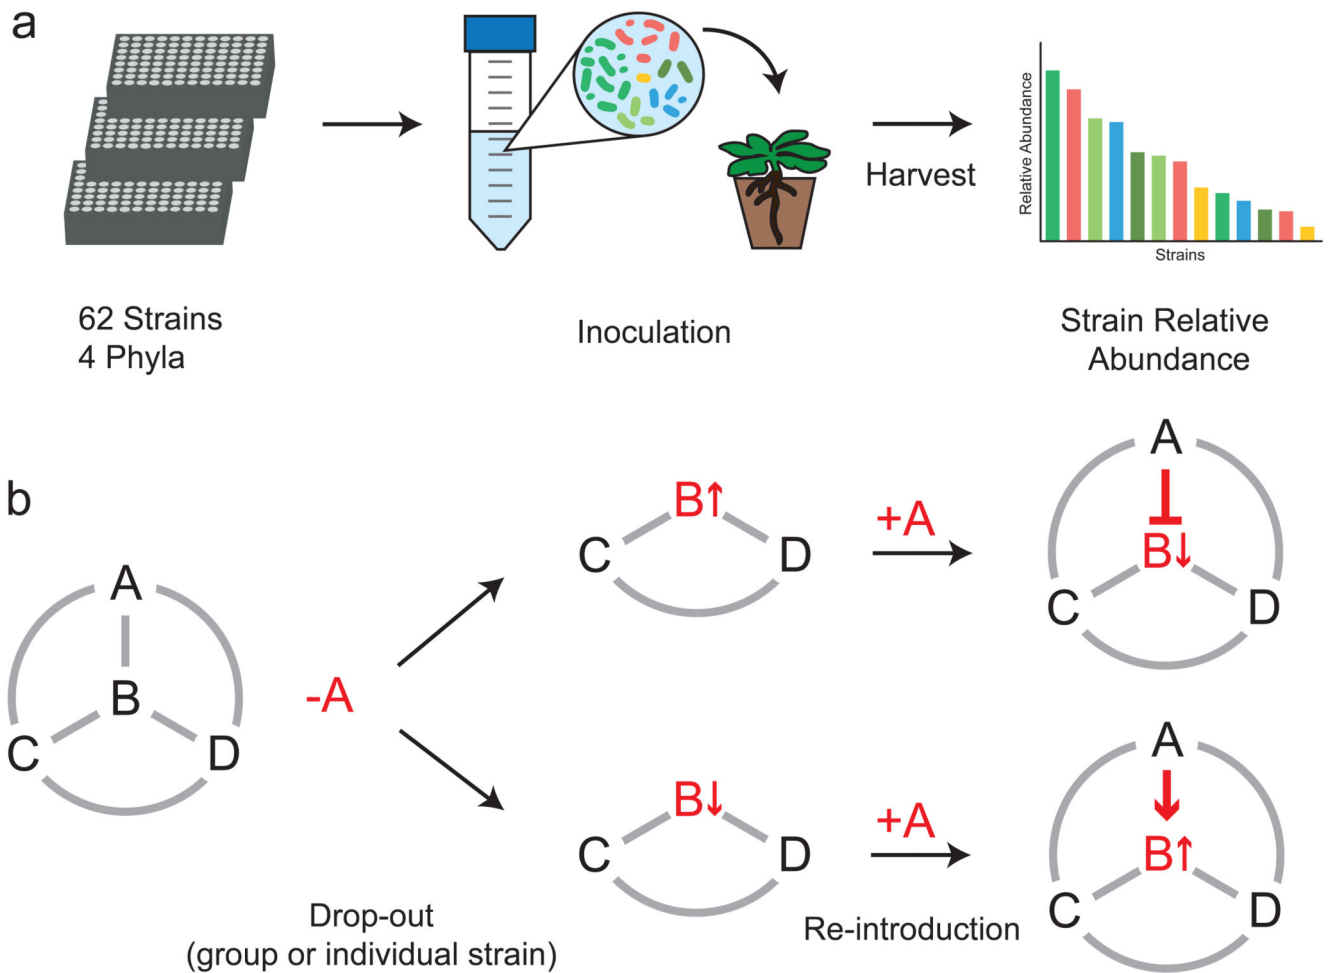 a
62 Strains
4 Phyla
Inoculation
Harvest
Relative Abundance
Strains
Strain Relative
Abundance
b
A
B
C
D
-A
Drop-out
(group or individual strain)
B↑
C
D
+A
A
B↓
C
D
B↓
C
D
+A
Re-introduction
A
B↑
C
D